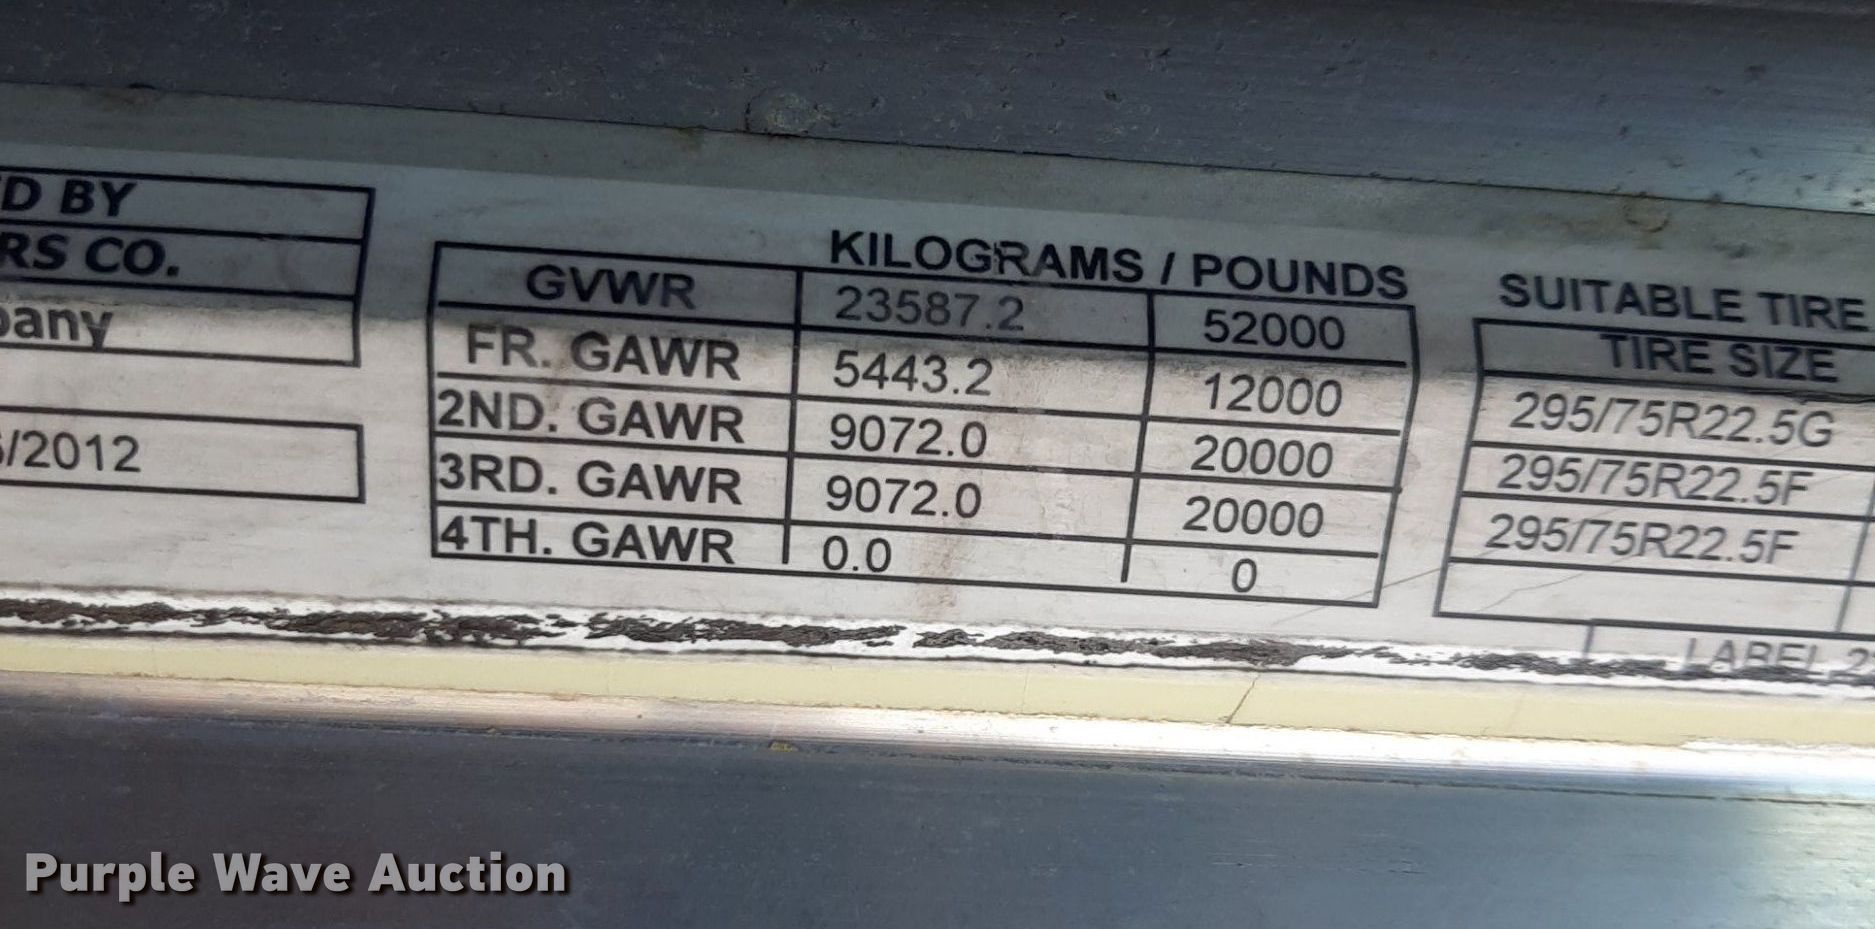 D BY
RS CO.
pany
/2012
KILOGRAMS / POUNDS
GVWR 23587.2 52000
FR. GAWR 5443.2 12000
2ND. GAWR 9072.0 20000
3RD. GAWR 9072.0 20000
4TH. GAWR 0.0 0
SUITABLE TIRE
TIRE SIZE
295/75R22.5G
295/75R22.5F
295/75R22.5F
LABEL
Purple Wave Auction